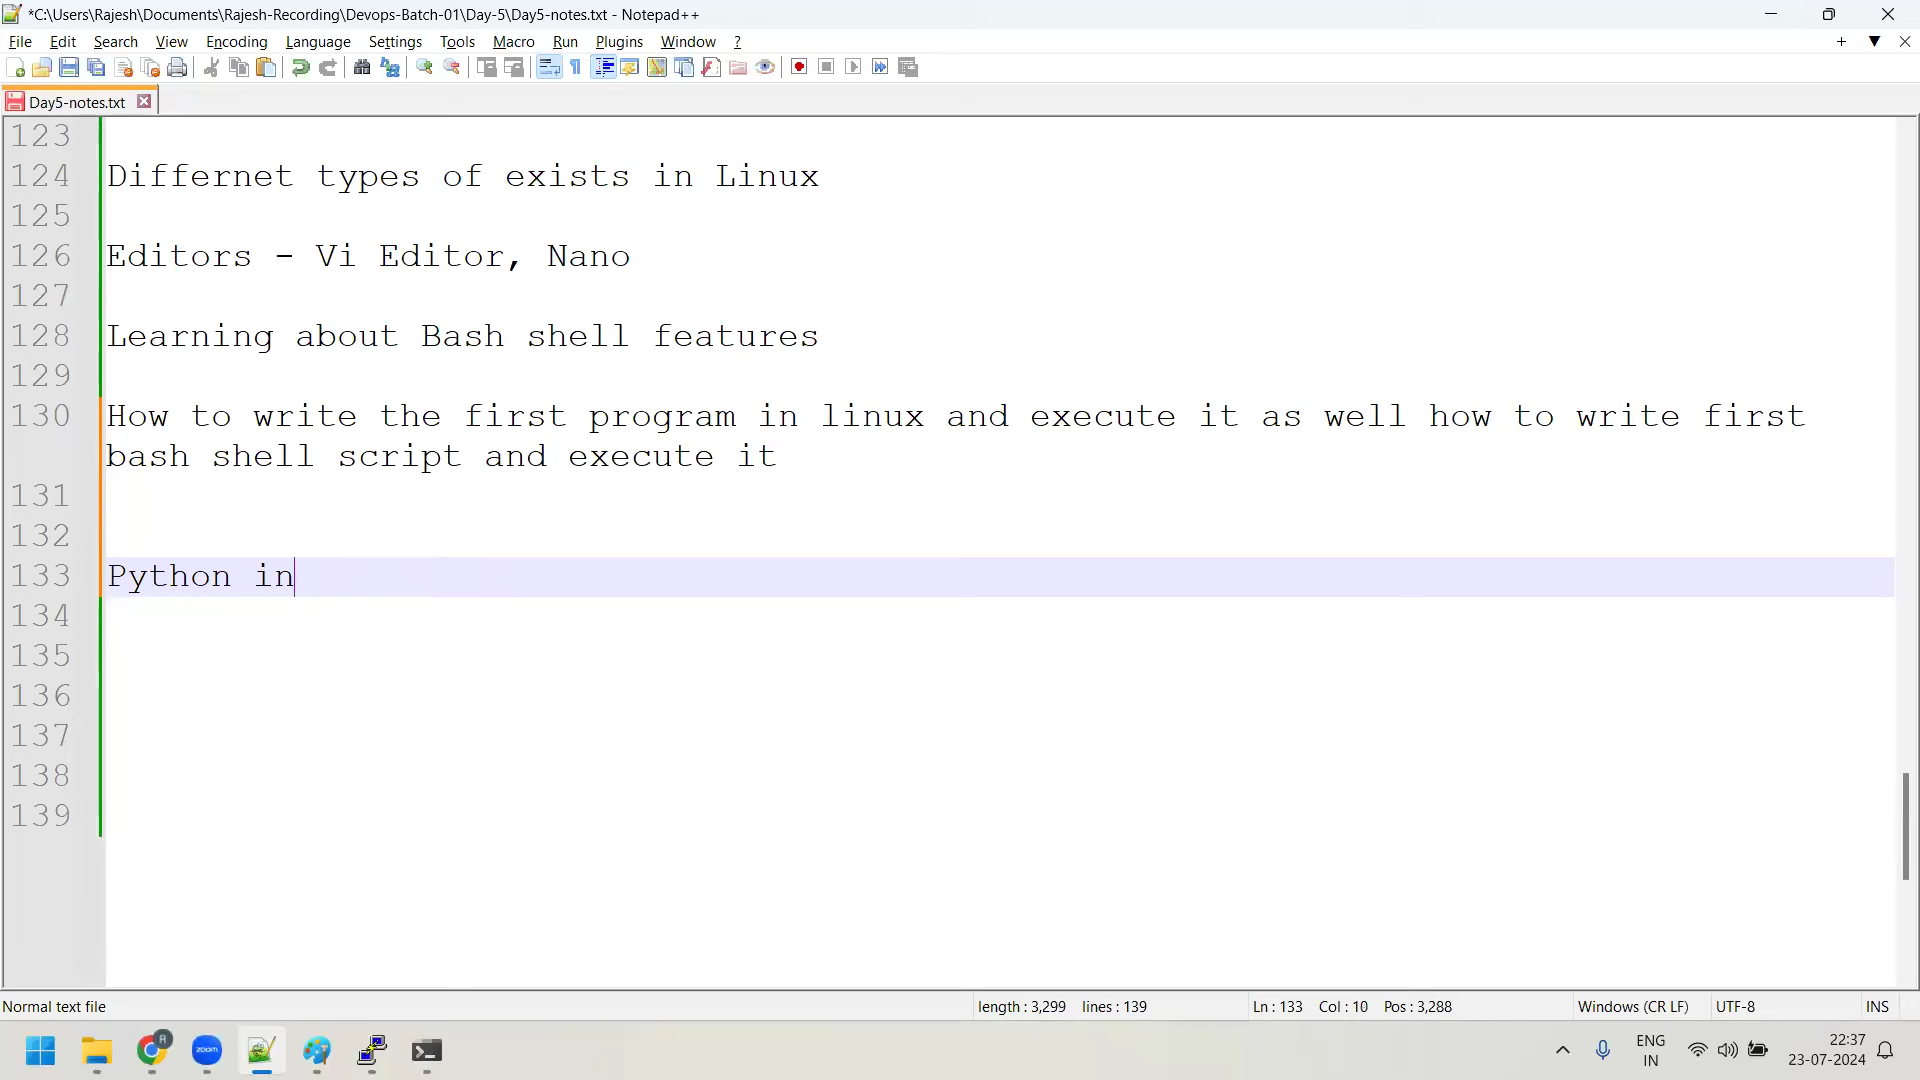 *C:\Users\Rajesh\Documents\Rajesh-Recording\Devops-Batch-01\Day-5\Day5-notes.txt - Notepad++
File Edit Search View Encoding Language Settings Tools Macro Run Plugins Window ?
Day5-notes.txt
123
124 Differnet types of exists in Linux
125
126 Editors - Vi Editor, Nano
127
128 Learning about Bash shell features
129
130 How to write the first program in linux and execute it as well how to write first
bash shell script and execute it
131
132
133 Python in
134
135
136
137
138
139
Normal text file length : 3,299 lines : 139 Ln : 133 Col : 10 Pos : 3,288 Windows (CR LF) UTF-8 INS
zoom R ENG 22:37
IN 23-07-2024